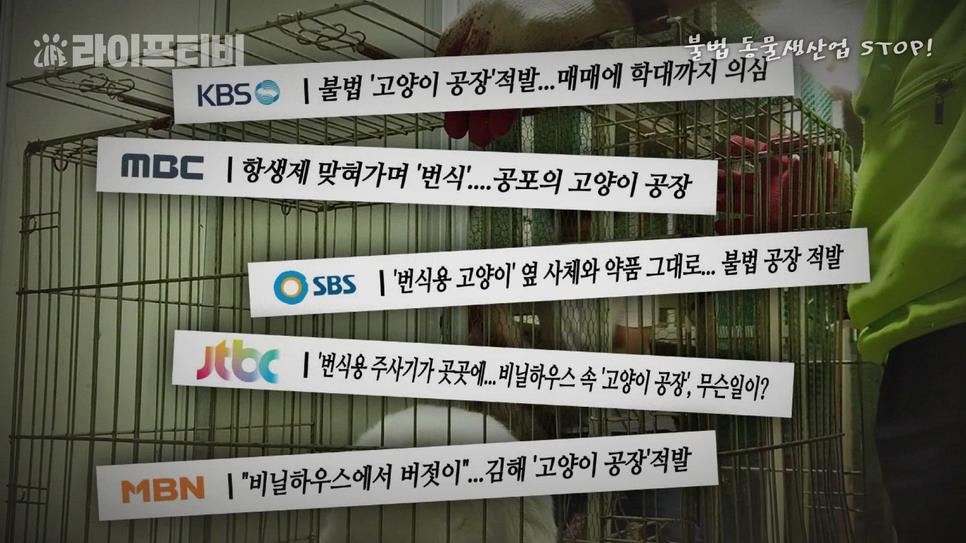 라이프티비
불법 동물생산업 STOP!
KBS | 불법 '고양이 공장'적발...매매에 학대까지 의심
MBC | 항생제 맞혀가며 '번식'....공포의 고양이 공장
SBS | '번식용 고양이' 옆 사체와 약품 그대로... 불법 공장 적발
jtbc | '번식용 주사기가 곳곳에...비닐하우스 속 '고양이 공장', 무슨일이?
MBN | "비닐하우스에서 버젓이"...김해 '고양이 공장'적발